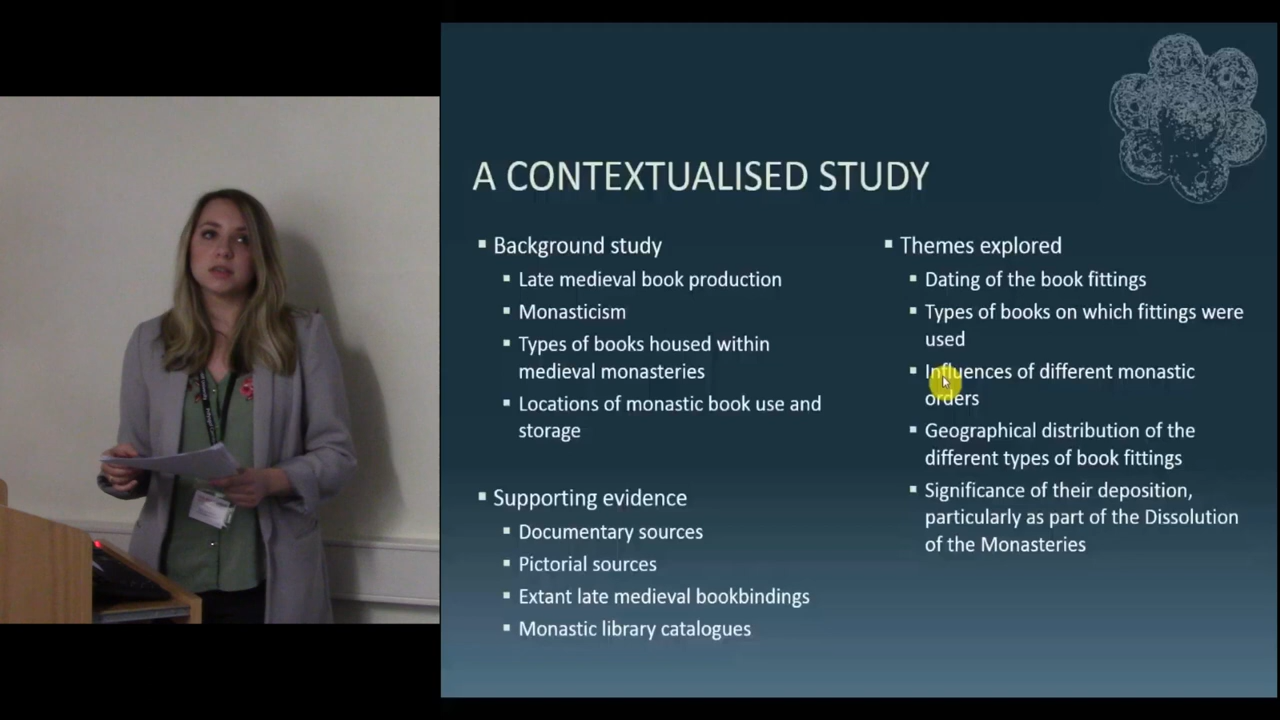 A CONTEXTUALISED STUDY
Background study
Late medieval book production
Monasticism
Types of books housed within
medieval monasteries
Locations of monastic book use and
storage
Supporting evidence
Documentary sources
Pictorial sources
Extant late medieval bookbindings
Monastic library catalogues
Themes explored
Dating of the book fittings
Types of books on which fittings were
used
Influences of different monastic
orders
Geographical distribution of the
different types of book fittings
Significance of their deposition,
particularly as part of the Dissolution
of the Monasteries